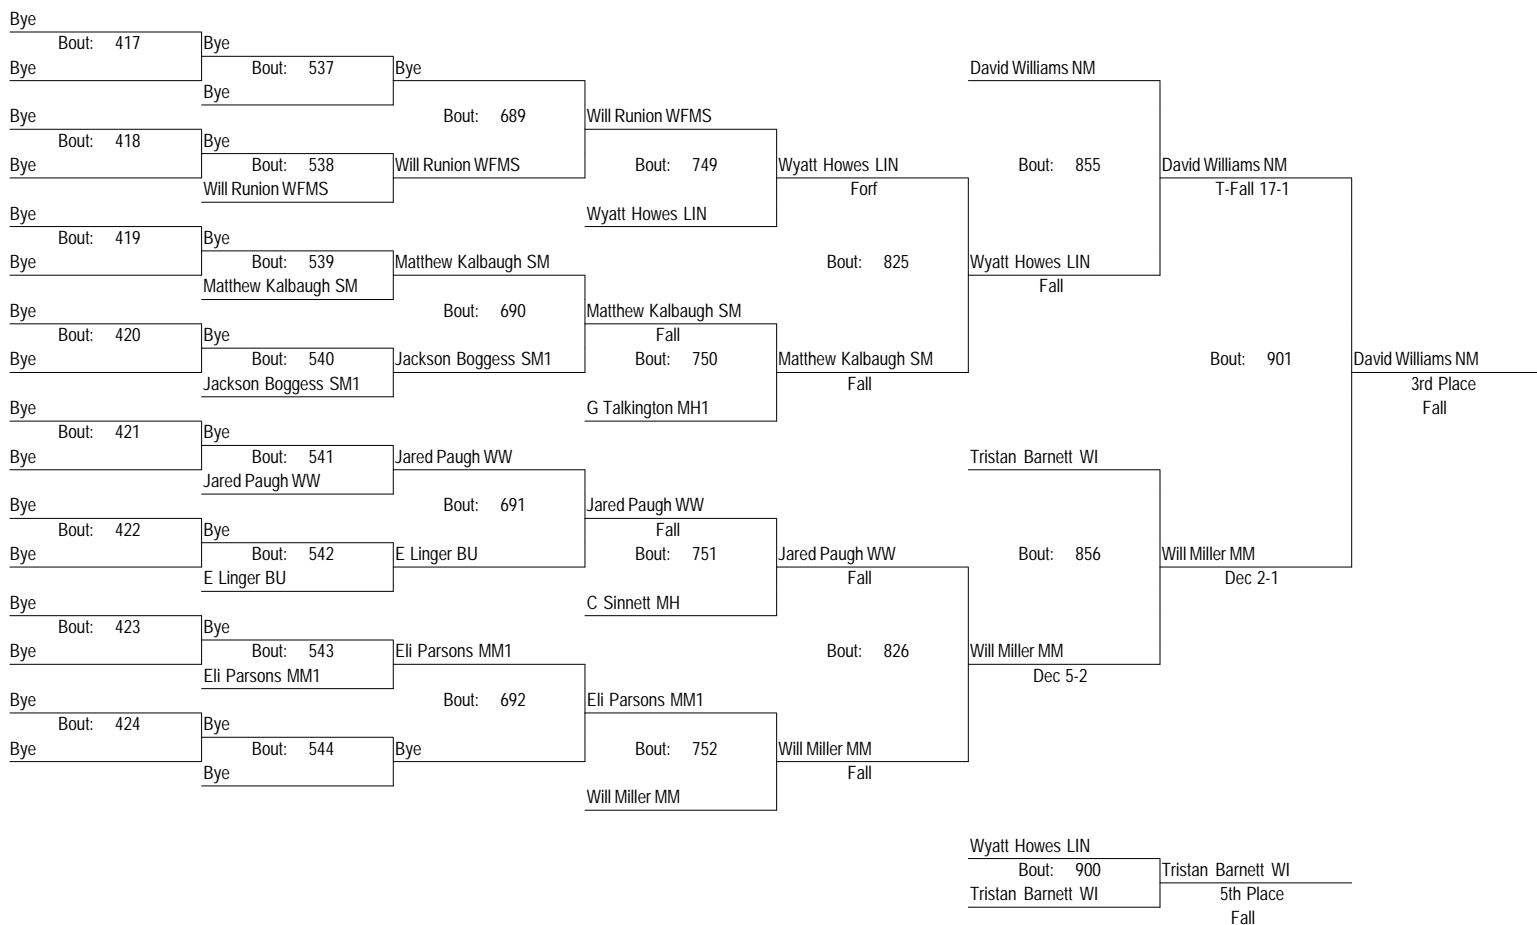 Bye
Bout: 417 Bye
Bye Bout: 537 Bye David Williams NM
Bye
Bye Bout: 689 Will Runion WFMS
Bout: 418 Bye
Bye Bout: 538 Will Runion WFMS Bout: 749 Wyatt Howes LIN Bout: 855 David Williams NM
Will Runion WFMS Forf T-Fall 17-1
Bye Wyatt Howes LIN
Bout: 419 Bye
Bye Bout: 539 Matthew Kalbaugh SM Bout: 825 Wyatt Howes LIN
Matthew Kalbaugh SM Fall
Bye Bout: 690 Matthew Kalbaugh SM
Bout: 420 Bye Fall
Bye Bout: 540 Jackson Boggess SM1 Bout: 750 Matthew Kalbaugh SM Bout: 901 David Williams NM
Jackson Boggess SM1 Fall 3rd Place
Bye G Talkington MH1 Fall
Bout: 421 Bye
Bye Bout: 541 Jared Paugh WW Tristan Barnett WI
Jared Paugh WW
Bye Bout: 691 Jared Paugh WW
Bout: 422 Bye Fall
Bye Bout: 542 E Linger BU Bout: 751 Jared Paugh WW Bout: 856 Will Miller MM
E Linger BU Fall Dec 2-1
Bye C Sinnett MH
Bout: 423 Bye
Bye Bout: 543 Eli Parsons MM1 Bout: 826 Will Miller MM
Eli Parsons MM1 Dec 5-2
Bye Bout: 692 Eli Parsons MM1
Bout: 424 Bye
Bye Bout: 544 Bye Bout: 752 Will Miller MM
Bye Fall
Will Miller MM
Wyatt Howes LIN
Bout: 900 Tristan Barnett WI
Tristan Barnett WI 5th Place
Fall